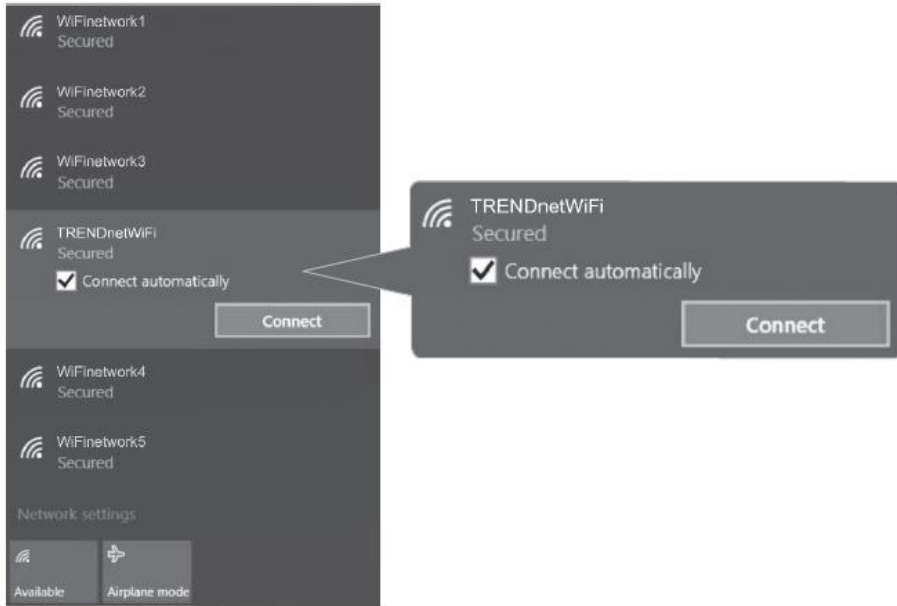 WiFinetwork1
Secured
WiFinetwork2
Secured
WiFinetwork3
Secured
TRENDnetWiFi
Secured
Connect automatically
Connect
WiFinetwork4
Secured
WiFinetwork5
Secured
Network settings
Available
Airplane mode
TRENDnetWiFi
Secured
Connect automatically
Connect